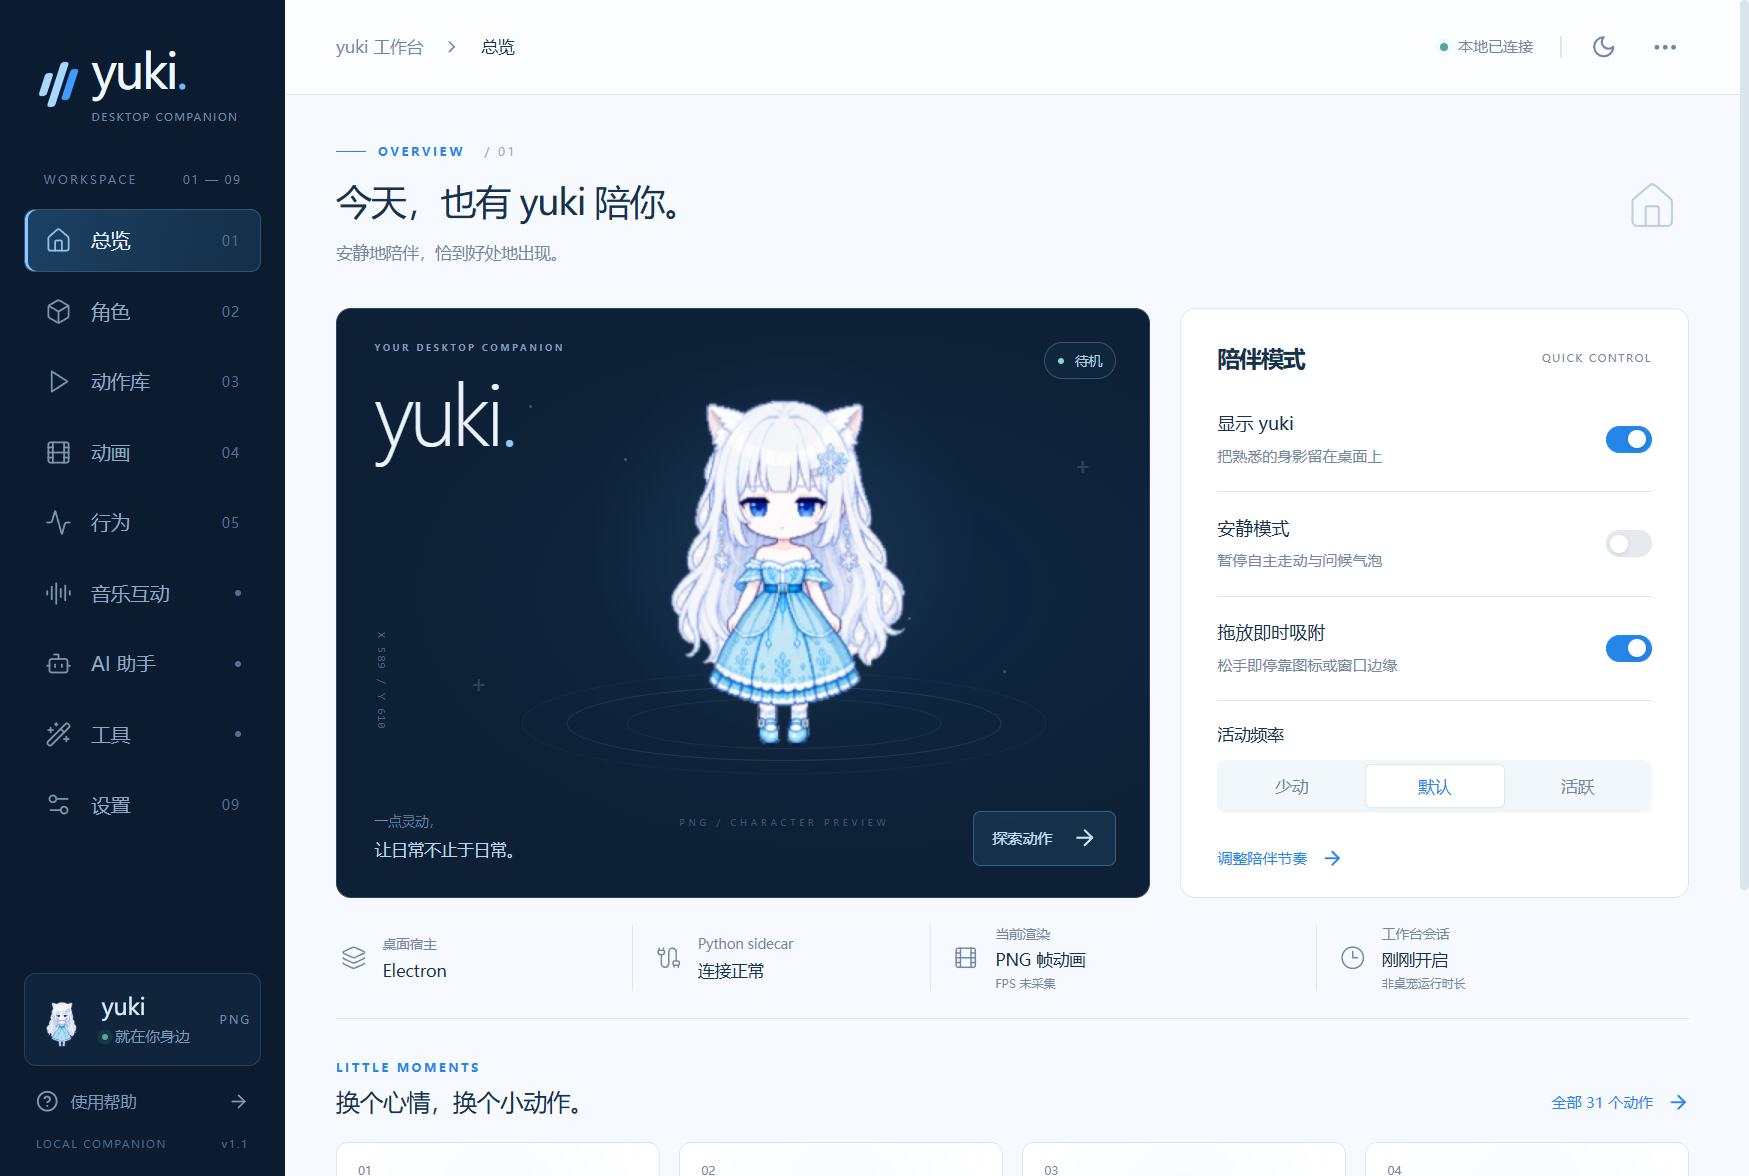 yuki.
DESKTOP COMPANION
WORKSPACE 01 — 09
总览 01
角色 02
动作库 03
动画 04
行为 05
音乐互动
AI 助手
工具
设置 09
yuki
就在你身边
PNG
使用帮助
LOCAL COMPANION v1.1
yuki 工作台 > 总览
本地已连接
OVERVIEW / 01
今天，也有 yuki 陪你。
安静地陪伴，恰到好处地出现。
YOUR DESKTOP COMPANION
待机
yuki.
X 589 / Y 610
一点灵动，
让日常不止于日常。
PNG / CHARACTER PREVIEW
探索动作
陪伴模式 QUICK CONTROL
显示 yuki
把熟悉的身影留在桌面上
安静模式
暂停自主走动与问候气泡
拖放即时吸附
松手即停靠图标或窗口边缘
活动频率
少动 默认 活跃
调整陪伴节奏
桌面宿主
Electron
Python sidecar
连接正常
当前渲染
PNG 帧动画
FPS 未采集
工作台会话
刚刚开启
非桌宠运行时长
LITTLE MOMENTS
换个心情，换个小动作。
全部 31 个动作
01 02 03 04